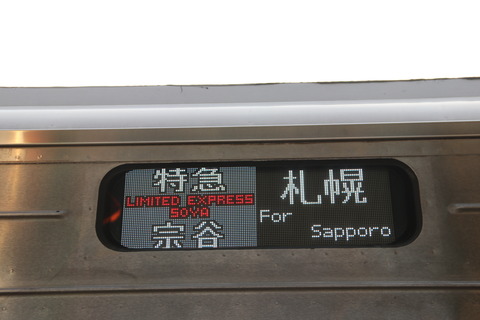 特急
LIMITED EXPRESS
SOYA
宗谷
札幌
For
Sapporo